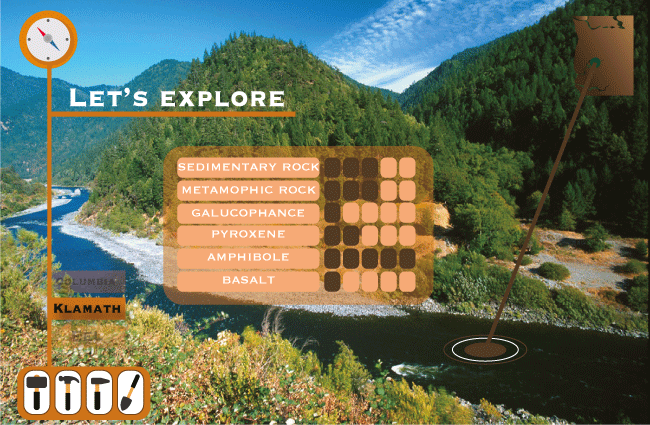 LET'S EXPLORE
SEDIMENTARY ROCK
METAMOPHIC ROCK
GALUCOPHANCE
PYROXENE
AMPHIBOLE
BASALT
COLUMBIA
KLAMATH